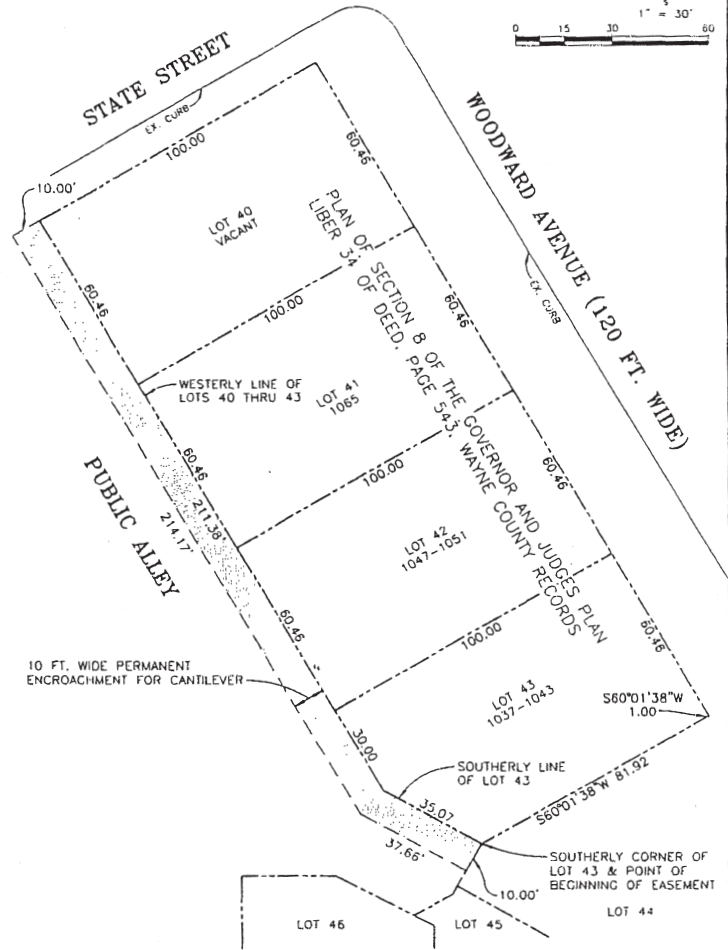 1" = 30'
0 15 30 60
STATE STREET
EX. CURB
100.00
10.00'
WOODWARD AVENUE (120 FT. WIDE)
EX. CURB
60.46
LOT 40
VACANT
PLAN OF SECTION 8 OF THE GOVERNOR AND JUDGES PLAN
LIBER 34 OF DEED, PAGE 543, WAYNE COUNTY RECORDS
60.46
100.00
60.46
WESTERLY LINE OF
LOTS 40 THRU 43
LOT 41
1065
60.46
211.38'
214.17'
PUBLIC ALLEY
100.00
60.46
LOT 42
1047-1051
60.46
100.00
60.46
10 FT. WIDE PERMANENT
ENCROACHMENT FOR CANTILEVER
LOT 43
1037-1043
S60°01'38"W
1.00
30.00
SOUTHERLY LINE
OF LOT 43
35.07
S60°01'38"W 81.92
37.66'
SOUTHERLY CORNER OF
LOT 43 & POINT OF
BEGINNING OF EASEMENT
10.00'
LOT 46
LOT 45
LOT 44